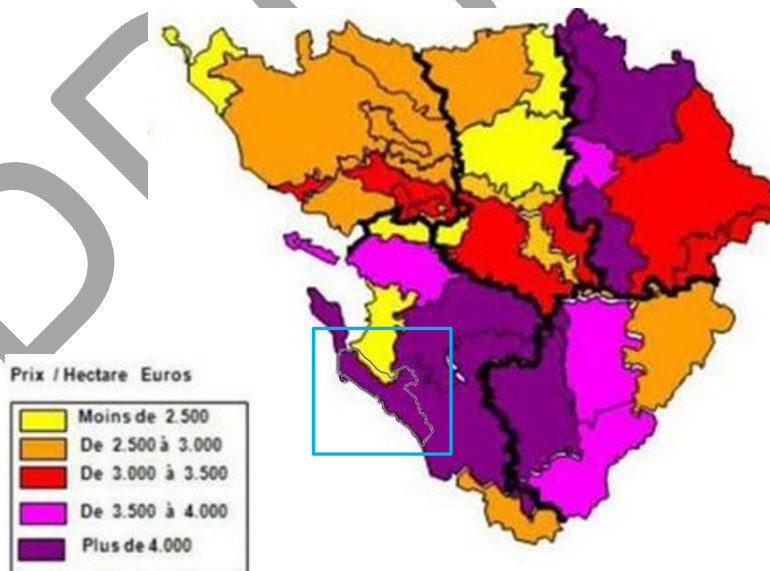 Prix / Hectare Euros
Moins de 2.500
De 2.500 à 3.000
De 3.000 à 3.500
De 3.500 à 4.000
Plus de 4.000